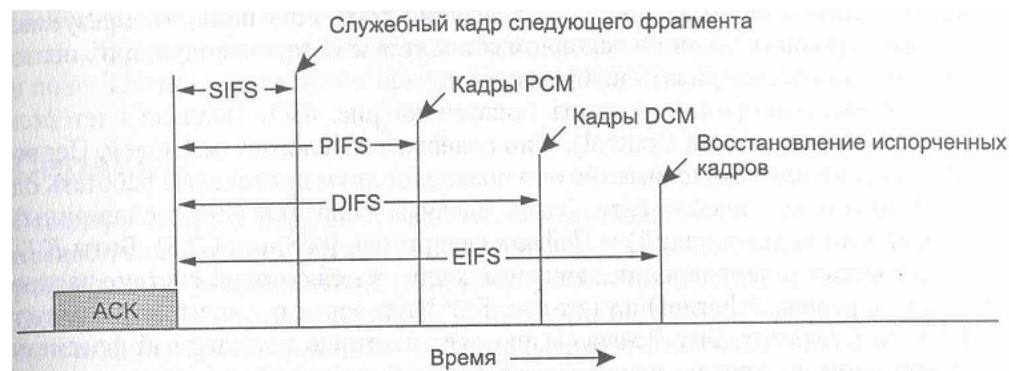 Служебный кадр следующего фрагмента
SIFS
Кадры PCM
PIFS
Кадры DCM
DIFS
Восстановление испорченных
кадров
EIFS
ACK
Время